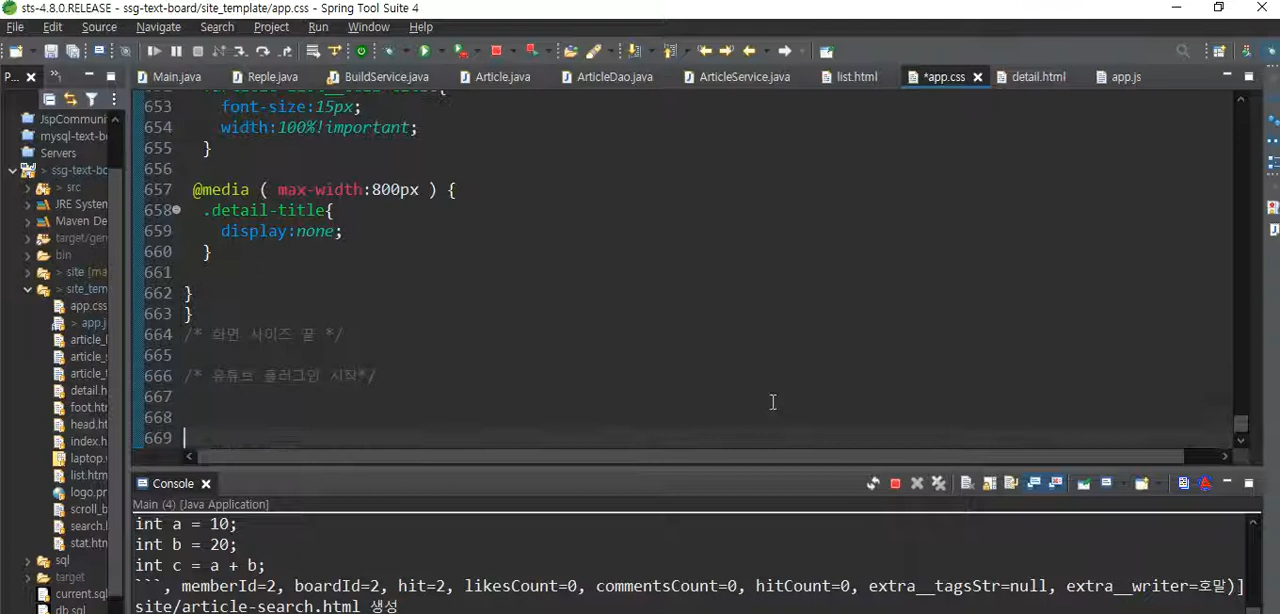 sts-4.8.0.RELEASE - ssg-text-board/site_template/app.css - Spring Tool Suite 4
File Edit Source Navigate Search Project Run Window Help
P... Main.java Reple.java BuildService.java Article.java ArticleDao.java ArticleService.java list.html *app.css detail.html app.js
JspCommuni
mysql-text-bo
Servers
> ssg-text-bo
> src
JRE System
Maven De
target/gen
> bin
> site [ma
> site_tem
app.css
> app.j
article_l
article_s
article_t
detail.h
foot.htn
head.ht
index.h
laptop.
list.htm
logo.pr
scroll_b
search.
stat.htn
sql
target
current.sql
db.sql
653 font-size:15px;
654 width:100%!important;
655 }
656
657 @media ( max-width:800px ) {
658 .detail-title{
659 display:none;
660 }
661
662 }
663 }
664 /* 화면 사이즈 끝 */
665
666 /* 유튜브 플러그인 시작*/
667
668
669
Console
Main (4) [Java Application]
int a = 10;
int b = 20;
int c = a + b;
```, memberId=2, boardId=2, hit=2, likesCount=0, commentsCount=0, hitCount=0, extra__tagsStr=null, extra__writer=호말)]
site/article-search.html 생성